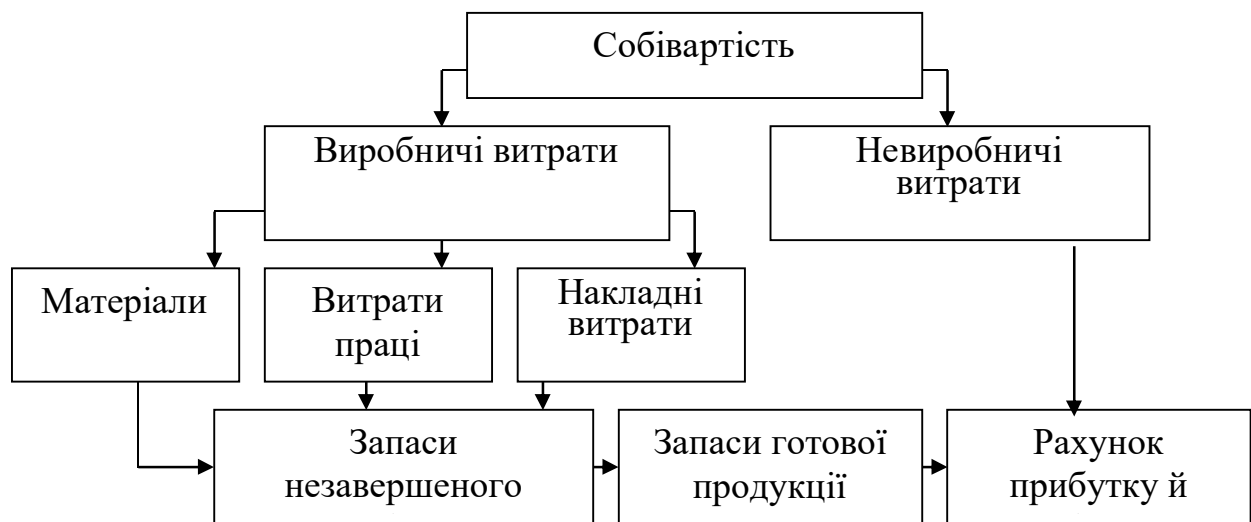 Собівартість
Виробничі витрати
Невиробничі
витрати
Матеріали
Витрати
праці
Накладні
витрати
Запаси
незавершеного
Запаси готової
продукції
Рахунок
прибутку й